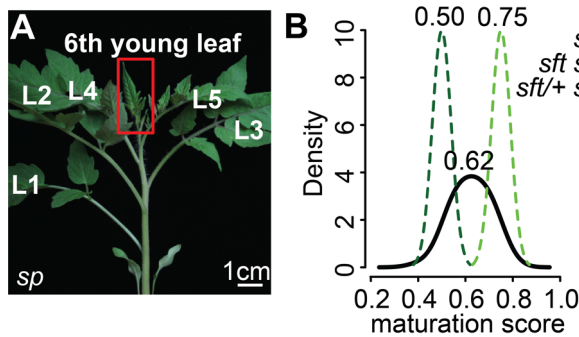 A
6th young leaf
L2
L4
L5
L3
L1
sp
1cm
B
0.50
0.75
s
sft s
sft/+ s
0.62
Density
10
8
6
4
2
0
0.2
0.4
0.6
0.8
1.0
maturation score